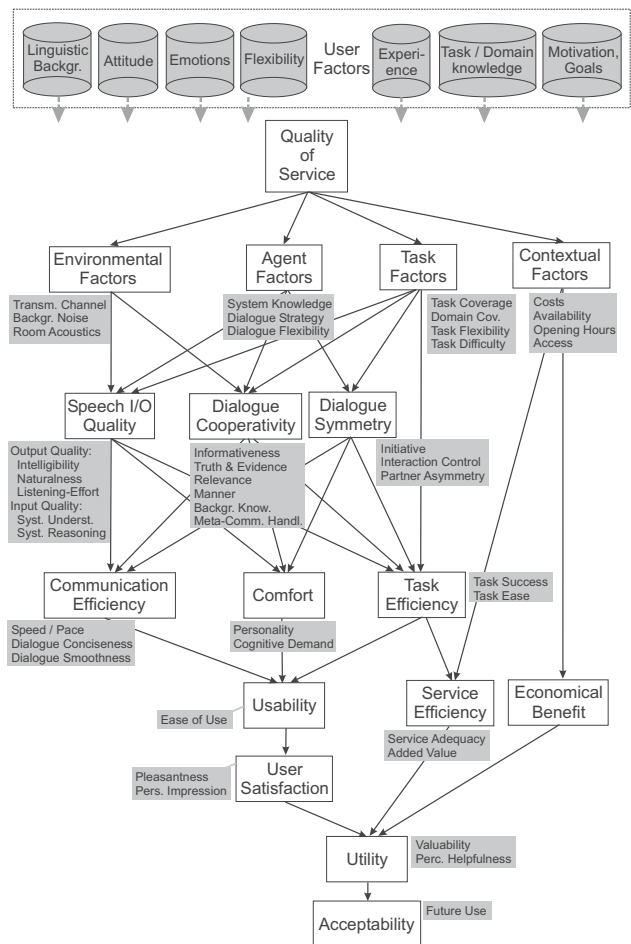 Linguistic
Backgr.
Attitude
Emotions
Flexibility
User
Factors
Experi-
ence
Task / Domain
knowledge
Motivation,
Goals
Quality
of
Service
Environmental
Factors
Agent
Factors
Task
Factors
Contextual
Factors
Transm. Channel
Backgr. Noise
Room Acoustics
System Knowledge
Dialogue Strategy
Dialogue Flexibility
Task Coverage
Domain Cov.
Task Flexibility
Task Difficulty
Costs
Availability
Opening Hours
Access
Speech I/O
Quality
Dialogue
Cooperativity
Dialogue
Symmetry
Output Quality:
Intelligibility
Naturalness
Listening-Effort
Input Quality:
Syst. Underst.
Syst. Reasoning
Informativeness
Truth & Evidence
Relevance
Manner
Backgr. Know.
Meta-Comm. Handl.
Initiative
Interaction Control
Partner Asymmetry
Communication
Efficiency
Comfort
Task
Efficiency
Task Success
Task Ease
Speed / Pace
Dialogue Conciseness
Dialogue Smoothness
Personality
Cognitive Demand
Usability
Service
Efficiency
Economical
Benefit
Ease of Use
Service Adequacy
Added Value
User
Satisfaction
Pleasantness
Pers. Impression
Utility
Valuability
Perc. Helpfulness
Acceptability
Future Use